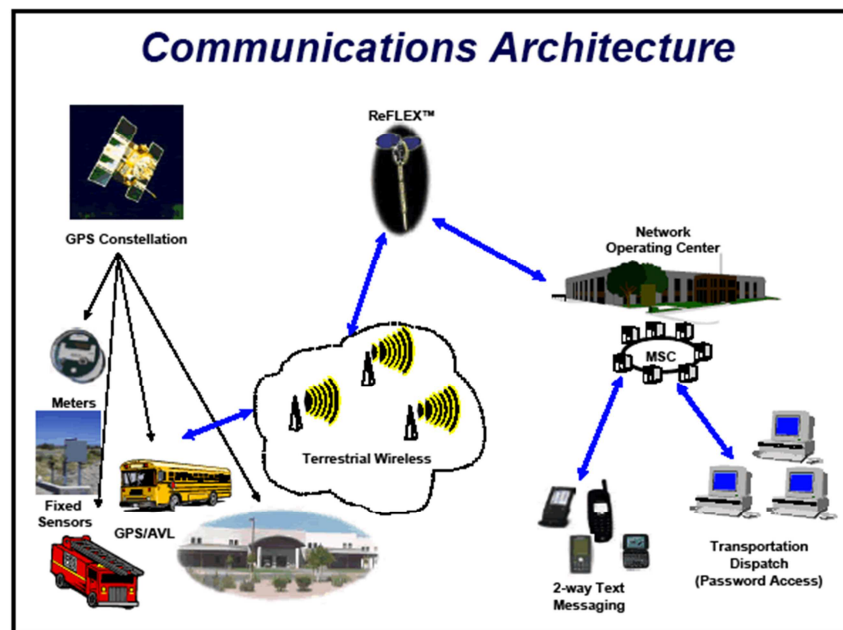 Communications Architecture
ReFLEX™
GPS Constellation
Network
Operating Center
MSC
Meters
Terrestrial Wireless
Fixed
Sensors
GPS/AVL
2-way Text
Messaging
Transportation
Dispatch
(Password Access)